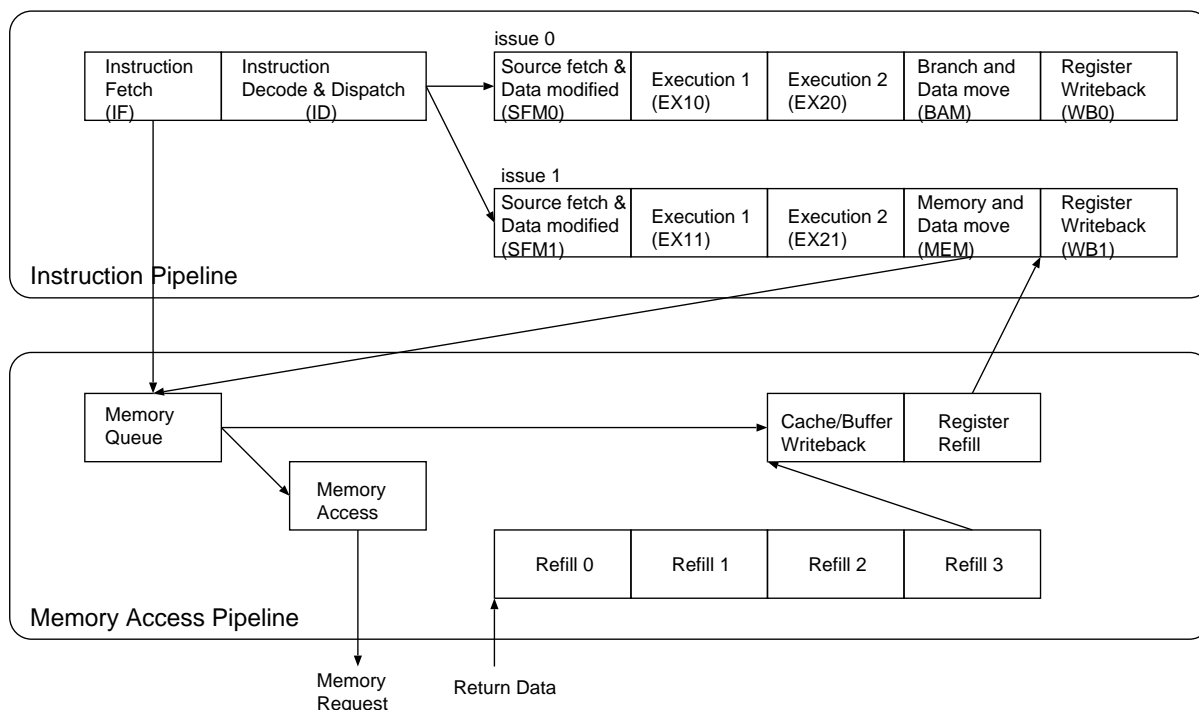 issue 0
Instruction
Fetch
(IF)
Instruction
Decode & Dispatch
(ID)
Source fetch &
Data modified
(SFM0)
Execution 1
(EX10)
Execution 2
(EX20)
Branch and
Data move
(BAM)
Register
Writeback
(WB0)
issue 1
Source fetch &
Data modified
(SFM1)
Execution 1
(EX11)
Execution 2
(EX21)
Memory and
Data move
(MEM)
Register
Writeback
(WB1)
Instruction Pipeline
Memory
Queue
Cache/Buffer
Writeback
Register
Refill
Memory
Access
Refill 0
Refill 1
Refill 2
Refill 3
Memory Access Pipeline
Memory
Request
Return Data